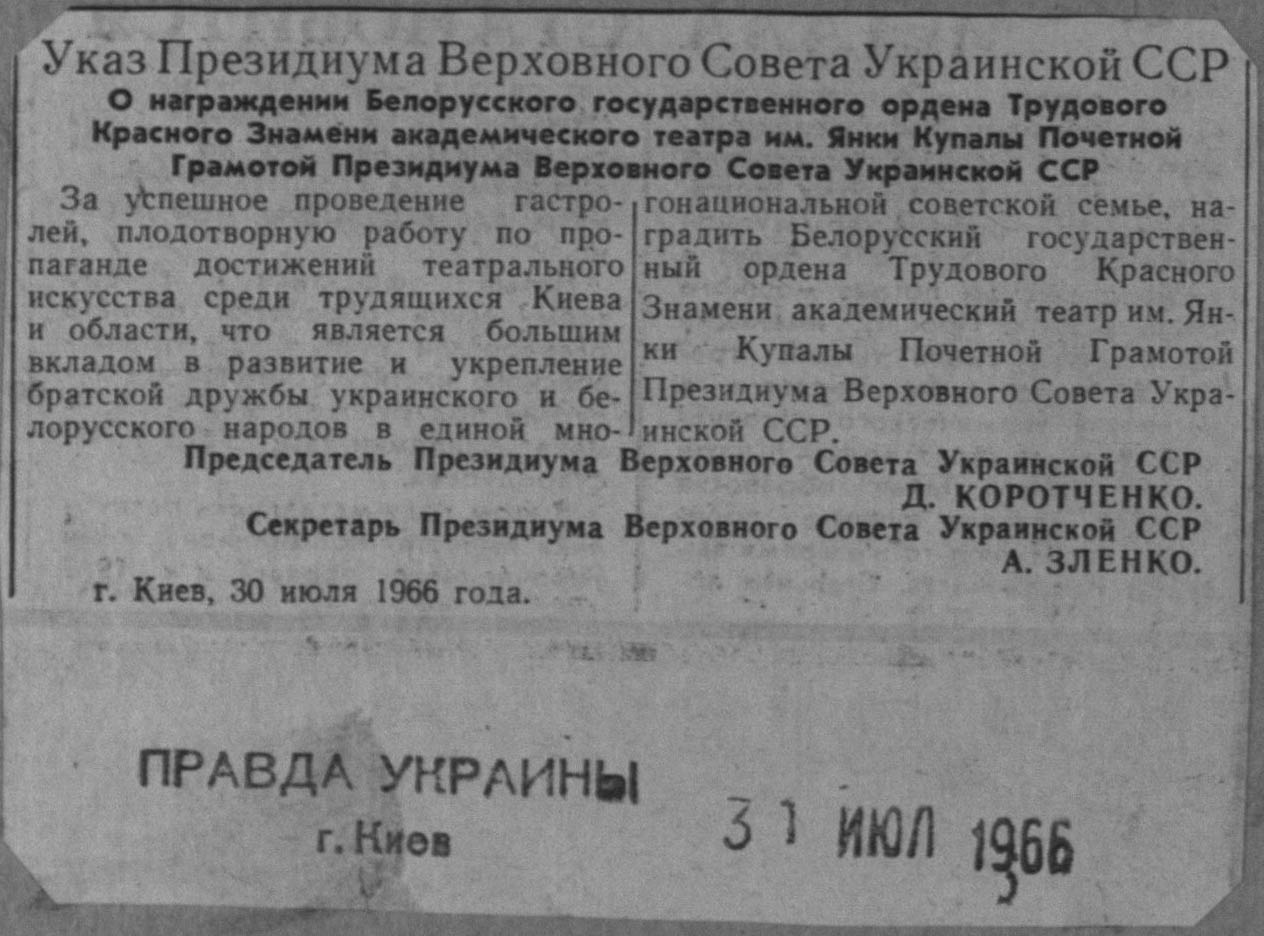 Указ Президиума Верховного Совета Украинской ССР
О награждении Белорусского государственного ордена Трудового
Красного Знамени академического театра им. Янки Купалы Почетной
Грамотой Президиума Верховного Совета Украинской ССР
За успешное проведение гастро-
лей, плодотворную работу по про-
паганде достижений театрального
искусства среди трудящихся Киева
и области, что является большим
вкладом в развитие и укрепление
братской дружбы украинского и бе-
лорусского народов в единой мно-
гонациональной советской семье, на-
градить Белорусский государствен-
ный ордена Трудового Красного
Знамени академический театр им. Ян-
ки Купалы Почетной Грамотой
Президиума Верховного Совета Укра-
инской ССР.
Председатель Президиума Верховного Совета Украинской ССР
Д. КОРОТЧЕНКО.
Секретарь Президиума Верховного Совета Украинской ССР
А. ЗЛЕНКО.
г. Киев, 30 июля 1966 года.
ПРАВДА УКРАИНЫ
г. Киев
31 ИЮЛ 1966